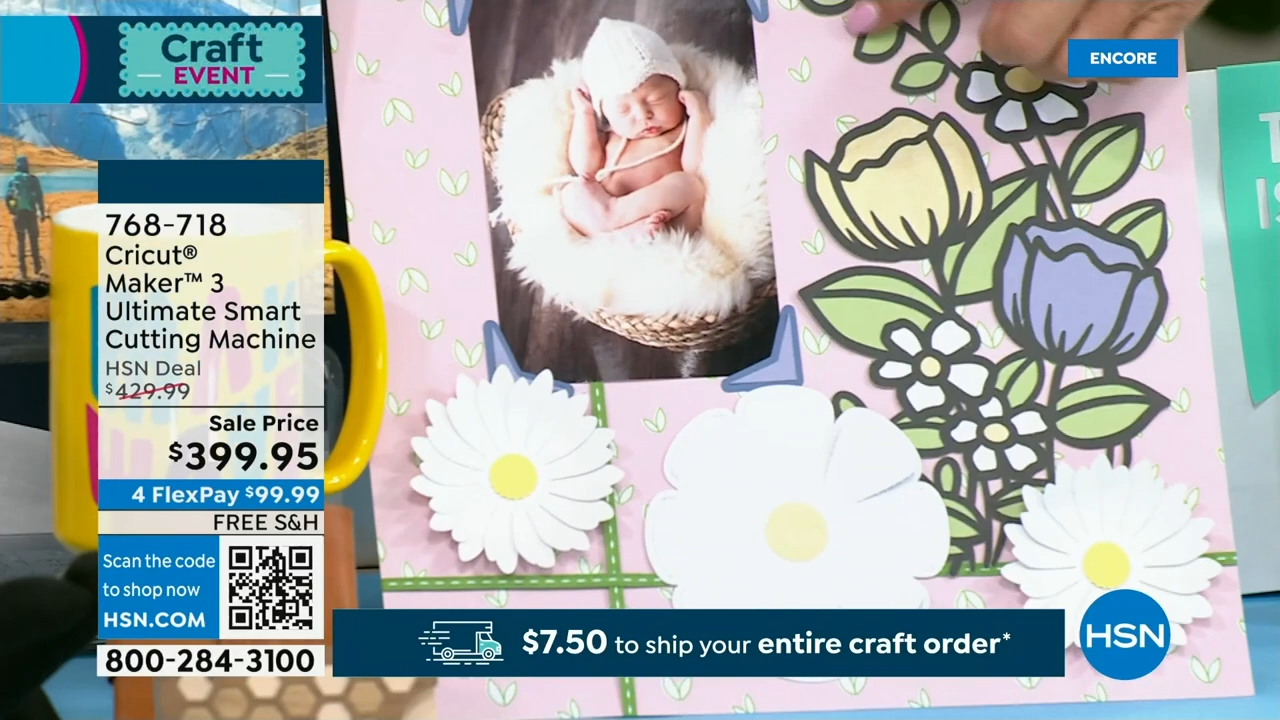 Craft
EVENT
ENCORE
768-718
Cricut®
Maker™ 3
Ultimate Smart
Cutting Machine
HSN Deal
$429.99
Sale Price
$399.95
4 FlexPay $99.99
FREE S&H
Scan the code
to shop now
HSN.COM
800-284-3100
$7.50 to ship your entire craft order*
HSN